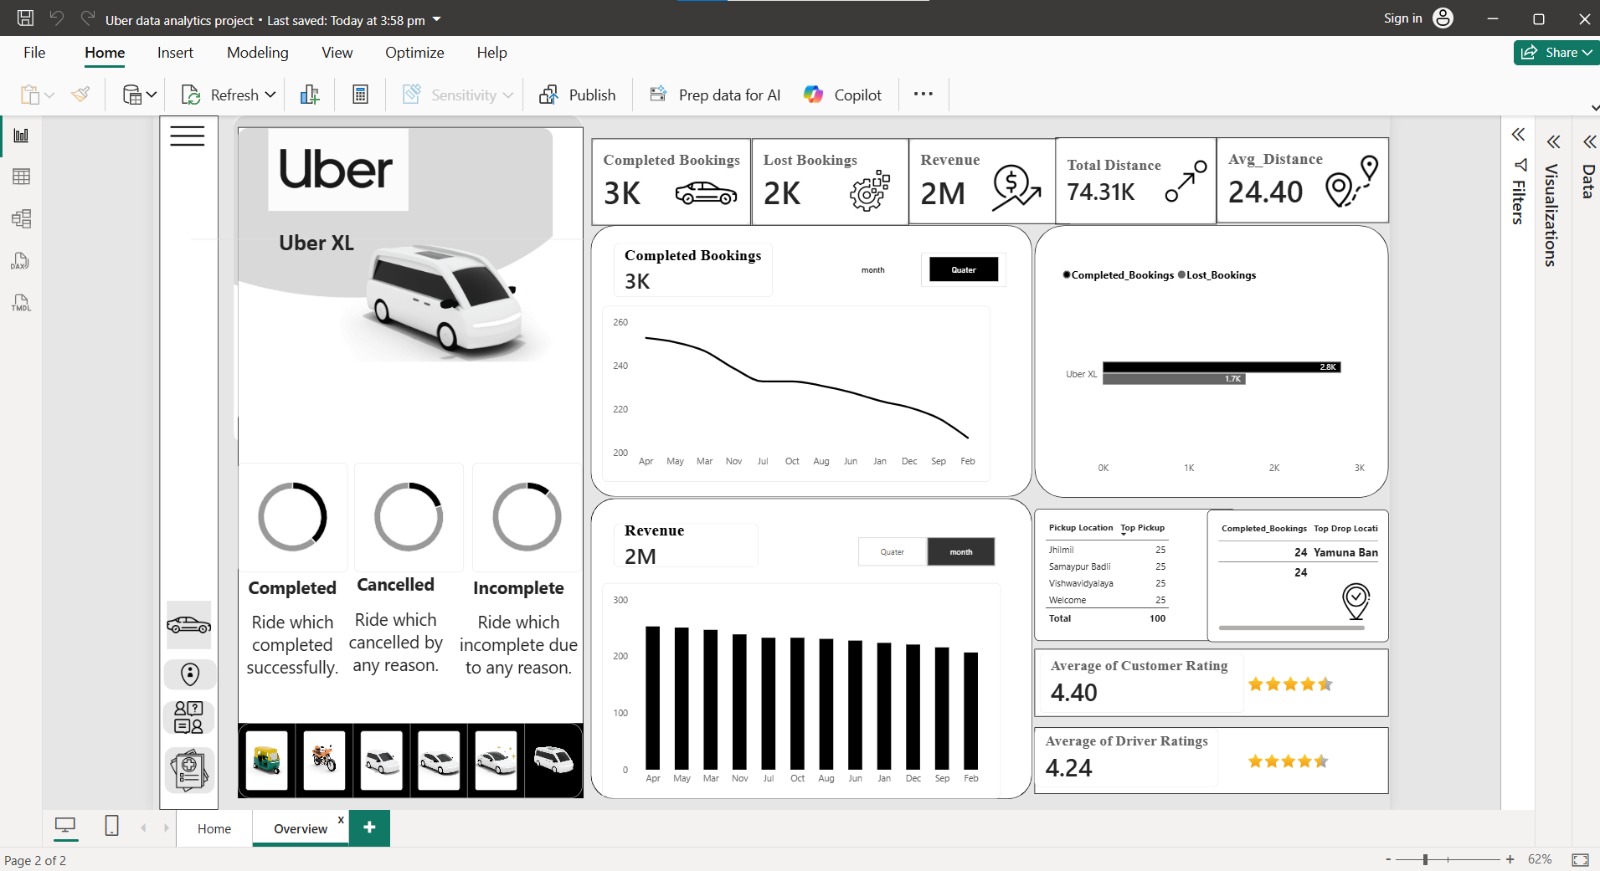 Uber data analytics project • Last saved: Today at 3:58 pm
Sign in
File
Home
Insert
Modeling
View
Optimize
Help
Share
Refresh
Sensitivity
Publish
Prep data for AI
Copilot
DAX
TMDL
Uber
Uber XL
Completed
Ride which
completed
successfully.
Cancelled
Ride which
cancelled by
any reason.
Incomplete
Ride which
incomplete due
to any reason.
Completed Bookings
3K
Lost Bookings
2K
Revenue
2M
Total Distance
74.31K
Avg_Distance
24.40
Completed Bookings
3K
month
Quater
260
240
220
200
Apr May Mar Nov Jul Oct Aug Jun Jan Dec Sep Feb
Completed_Bookings Lost_Bookings
Uber XL
2.8K
1.7K
0K 1K 2K 3K
Revenue
2M
Quater
month
300
200
100
0
Apr May Mar Nov Jul Oct Aug Jun Jan Dec Sep Feb
Pickup Location Top Pickup
Jhilmil 25
Samaypur Badli 25
Vishwavidyalaya 25
Welcome 25
Total 100
Completed_Bookings Top Drop Locati
24 Yamuna Ban
24
Average of Customer Rating
4.40
Average of Driver Ratings
4.24
Filters
Visualizations
Data
Home
Overview
x
Page 2 of 2
62%